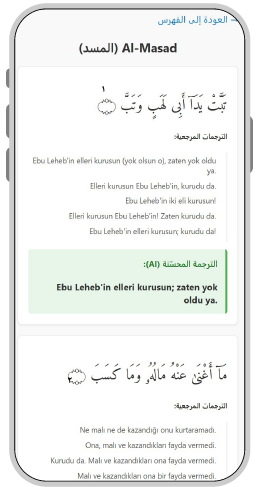 → العودة إلى الفهرس
Al-Masad (المسد)
تَبَّتْ يَدَآ أَبِى لَهَبٍ وَتَبَّ ۝١
الترجمات المرجعية:
Ebu Leheb'in elleri kurusun (yok olsun o), zaten yok oldu
ya.
Elleri kurusun Ebu Leheb'in, kurudu da.
Ebu Leheb'in iki eli kurusun!
Elleri kurusun Ebu Leheb'in! Zaten kurudu da.
Ebu Leheb'in elleri kurusun; kurudu da!
الترجمة المحسّنة (AI):
Ebu Leheb'in elleri kurusun; zaten yok
oldu ya.
مَآ أَغْنَىٰ عَنْهُ مَالُهُۥ وَمَا كَسَبَ ۝٢
الترجمات المرجعية:
Ne malı ne de kazandığı onu kurtaramadı.
Ona, malı ve kazandıkları fayda vermedi.
Kurudu da. Malı ve kazandıkları ona fayda vermedi.
Malı ve kazandıkları ona bir fayda vermedi.